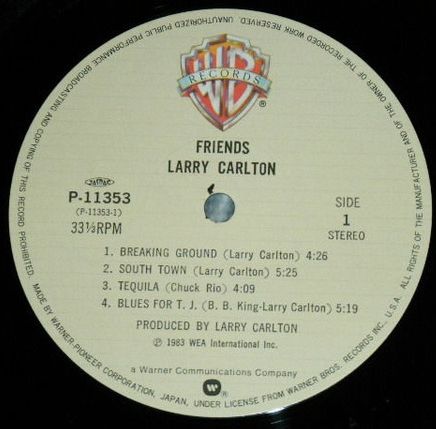 RECORDS
WB
®
FRIENDS
LARRY CARLTON
JASRAC
P-11353
(P-11353-1)
33⅓RPM
SIDE
1
STEREO
1. BREAKING GROUND (Larry Carlton) 4:26
2. SOUTH TOWN (Larry Carlton) 5:25
3. TEQUILA (Chuck Rio) 4:09
4. BLUES FOR T. J. (B. B. King-Larry Carlton) 5:19
PRODUCED BY LARRY CARLTON
℗ 1983 WEA International Inc.
a Warner Communications Company
®
MADE BY WARNER-PIONEER CORPORATION, JAPAN, UNDER LICENSE FROM WARNER BROS. RECORDS INC., U.S.A. ALL RIGHTS OF THE MANUFACTURER AND OF THE OWNER OF THE RECORDED WORK RESERVED. UNAUTHORIZED PUBLIC PERFORMANCE BROADCASTING AND COPYING OF THIS RECORD PROHIBITED.